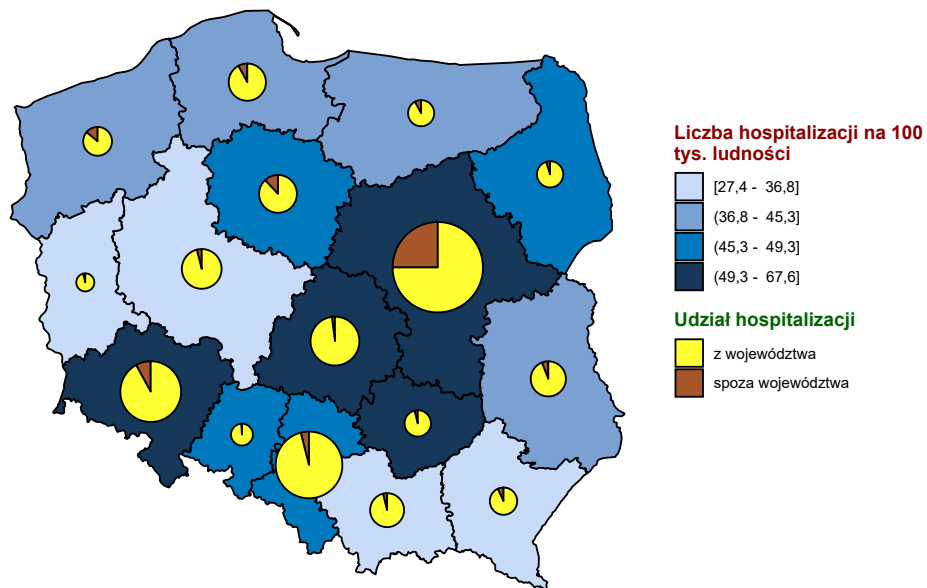 Liczba hospitalizacji na 100
tys. ludności
[27,4 - 36,8]
(36,8 - 45,3]
(45,3 - 49,3]
(49,3 - 67,6]
Udział hospitalizacji
z województwa
spoza województwa